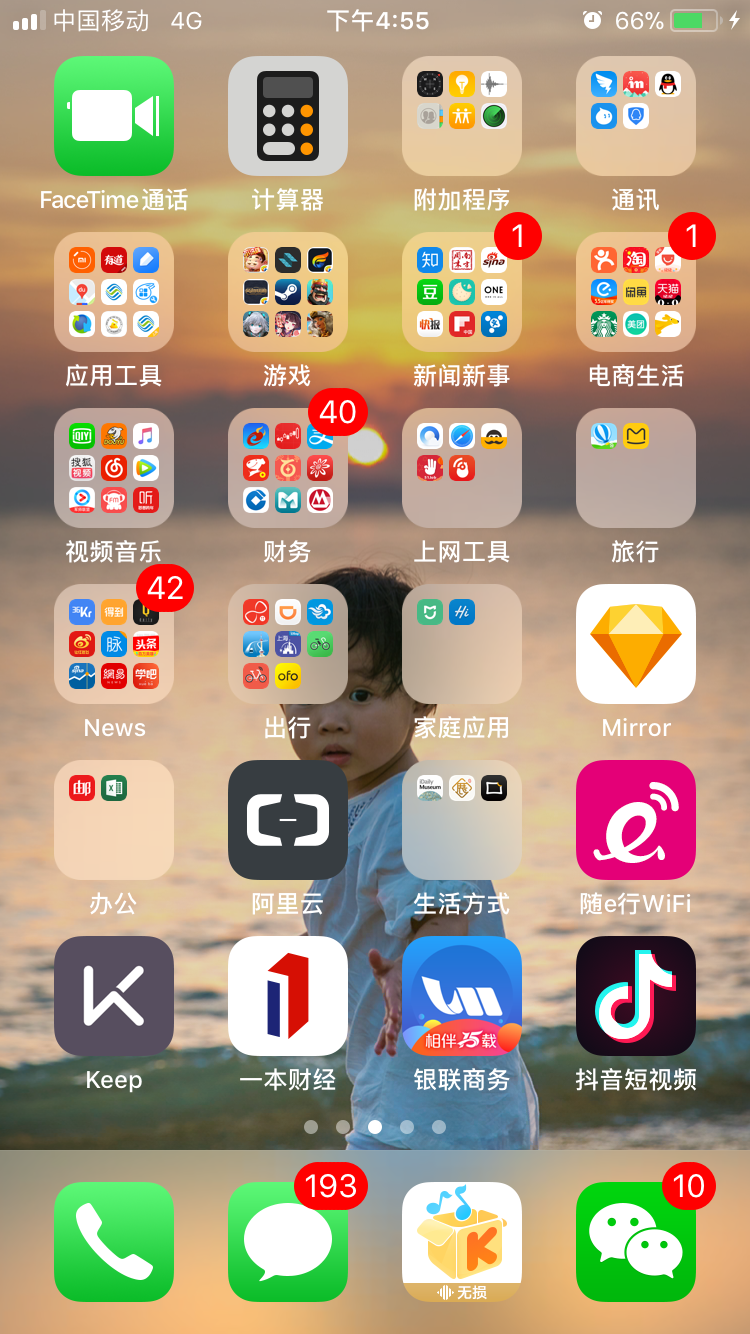 中国移动 4G 下午4:55 66%
FaceTime通话 计算器 附加程序 通讯
1 1
应用工具 游戏 新闻新事 电商生活
40
视频音乐 财务 上网工具 旅行
42
News 出行 家庭应用 Mirror
办公 阿里云 生活方式 随e行WiFi
相伴15载
Keep 一本财经 银联商务 抖音短视频
193 10
K
无损